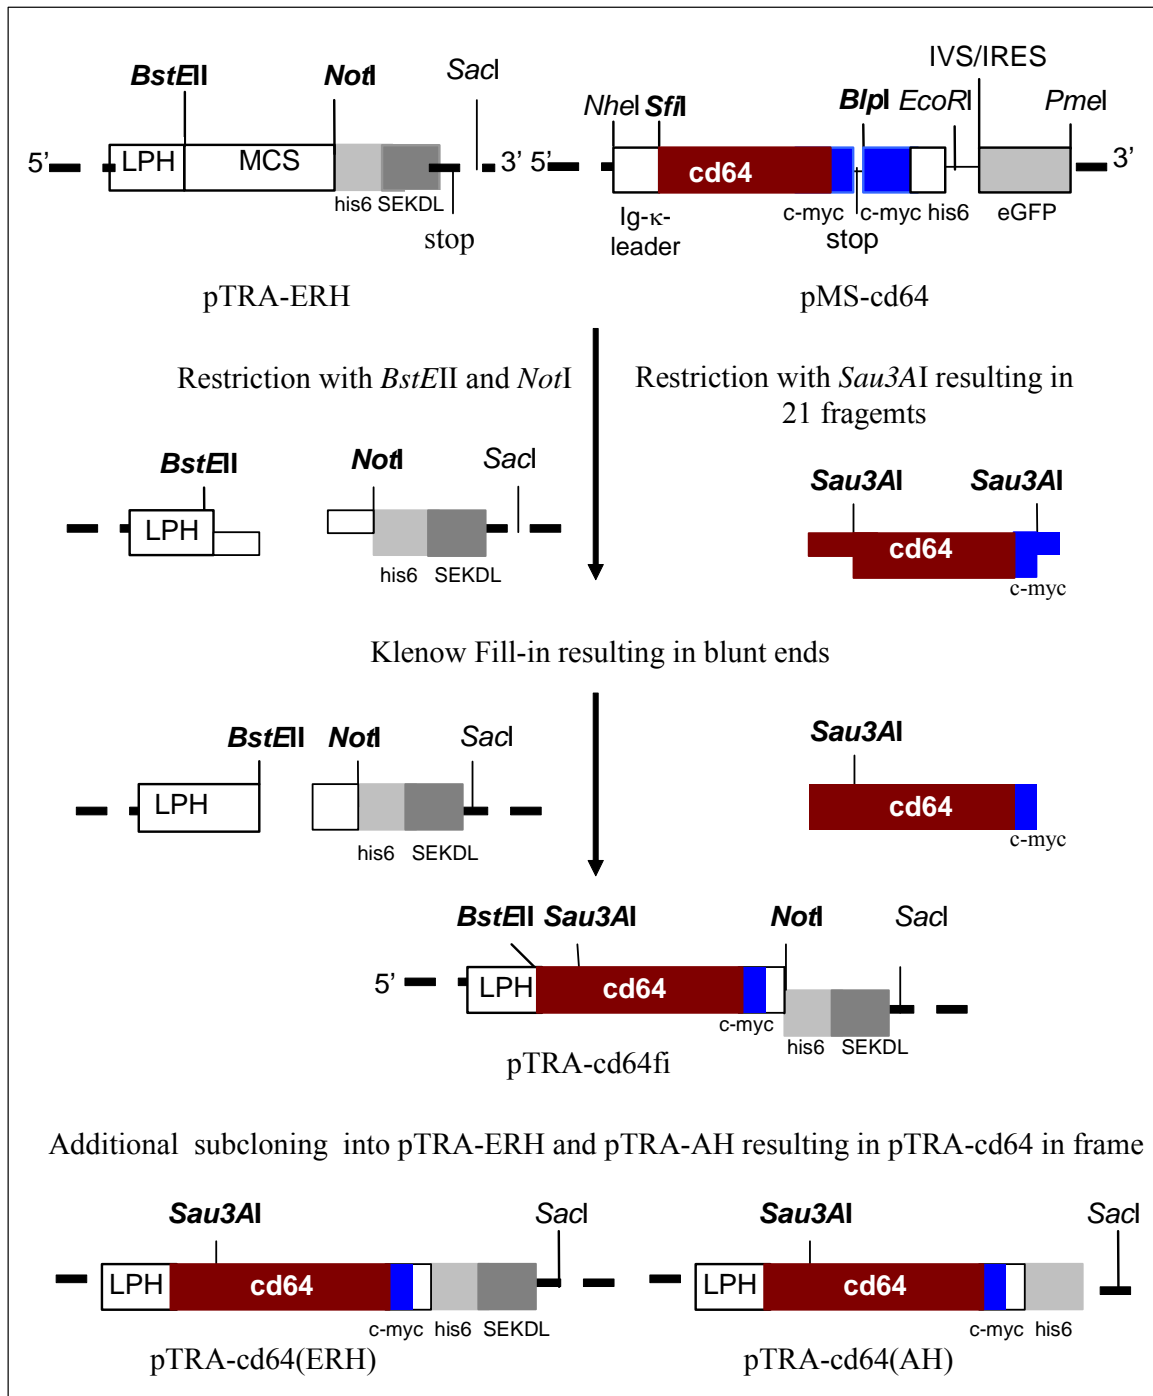 IVS/IRES
BstEII NotI SacI
NheI SfiI BlpI EcoRI PmeI
5' LPH MCS 3'
5' cd64 3'
his6 SEKDL
stop
Ig-κ-
leader
c-myc c-myc his6 eGFP
stop
pTRA-ERH
pMS-cd64
Restriction with BstEII and NotI
Restriction with Sau3AI resulting in
21 fragemts
BstEII NotI SacI
Sau3AI Sau3AI
LPH
cd64
his6 SEKDL
c-myc
Klenow Fill-in resulting in blunt ends
BstEII NotI SacI
Sau3AI
LPH
cd64
his6 SEKDL
c-myc
BstEII Sau3AI NotI SacI
5' LPH cd64
c-myc his6 SEKDL
pTRA-cd64fi
Additional subcloning into pTRA-ERH and pTRA-AH resulting in pTRA-cd64 in frame
Sau3AI SacI
Sau3AI SacI
LPH cd64
LPH cd64
c-myc his6 SEKDL
c-myc his6
pTRA-cd64(ERH)
pTRA-cd64(AH)